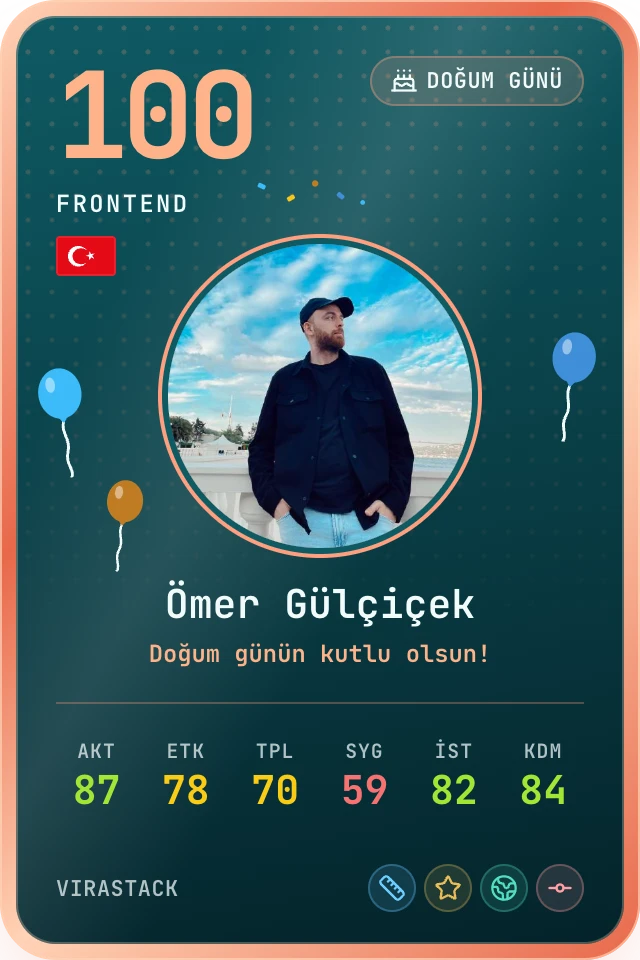 100
DOĞUM GÜNÜ
FRONTEND
Ömer Gülçiçek
Doğum günün kutlu olsun!
AKT ETK TPL SYG İST KDM
87 78 70 59 82 84
VIRASTACK